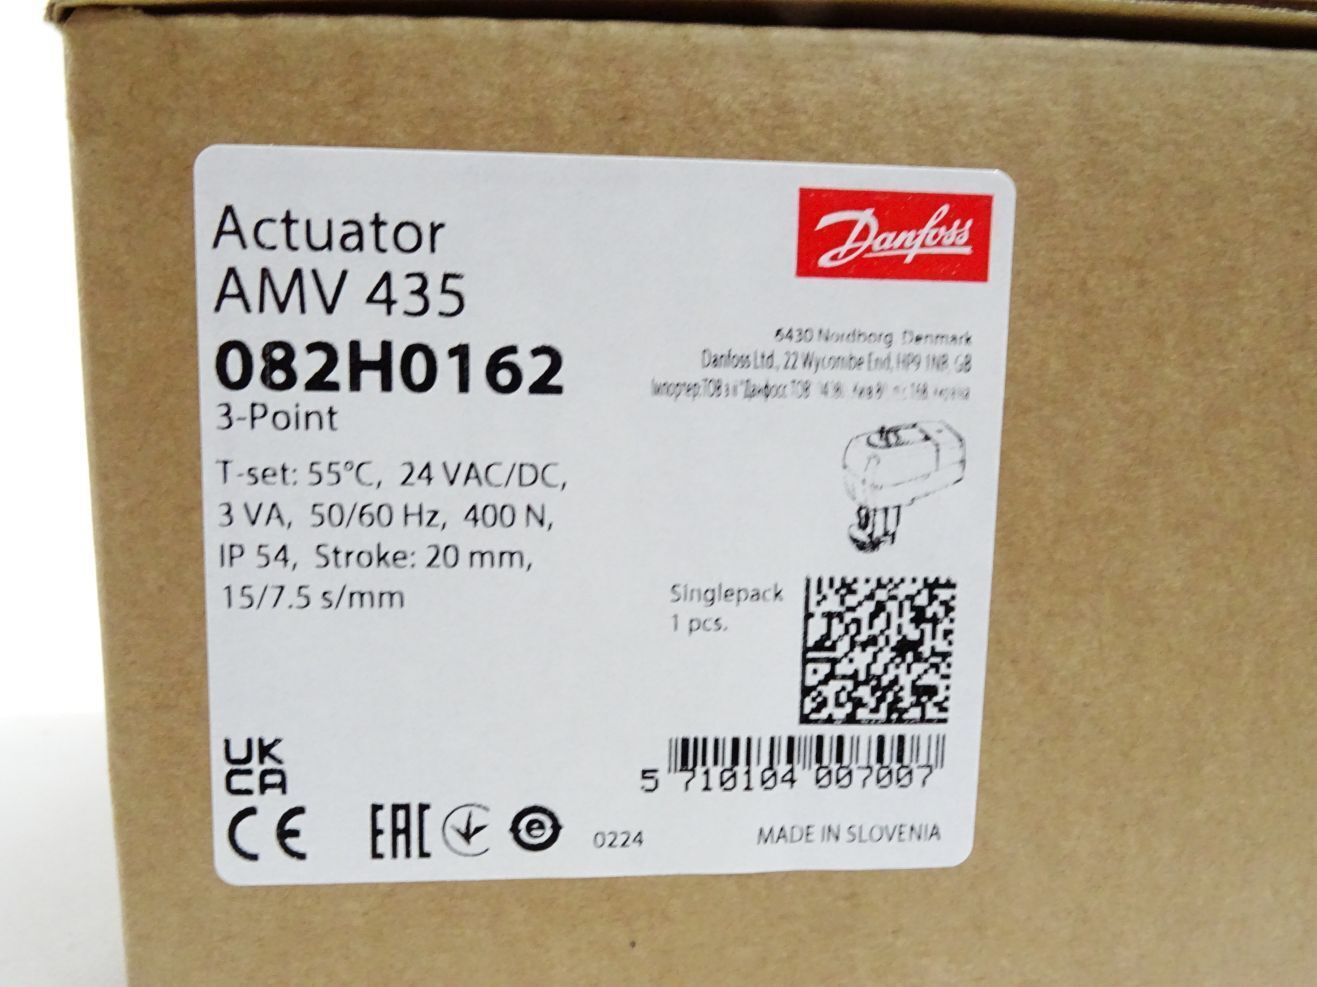 Actuator
AMV 435
082H0162
3-Point
T-set: 55°C, 24 VAC/DC,
3 VA, 50/60 Hz, 400 N,
IP 54, Stroke: 20 mm,
15/7.5 s/mm
Danfoss
6430 Nordborg, Denmark
Danfoss Ltd., 22 Wycombe End, HP9 1NB, GB
Singlepack
1 pcs.
5 710104 007007
UK
CA
CE EAC e 0224
MADE IN SLOVENIA